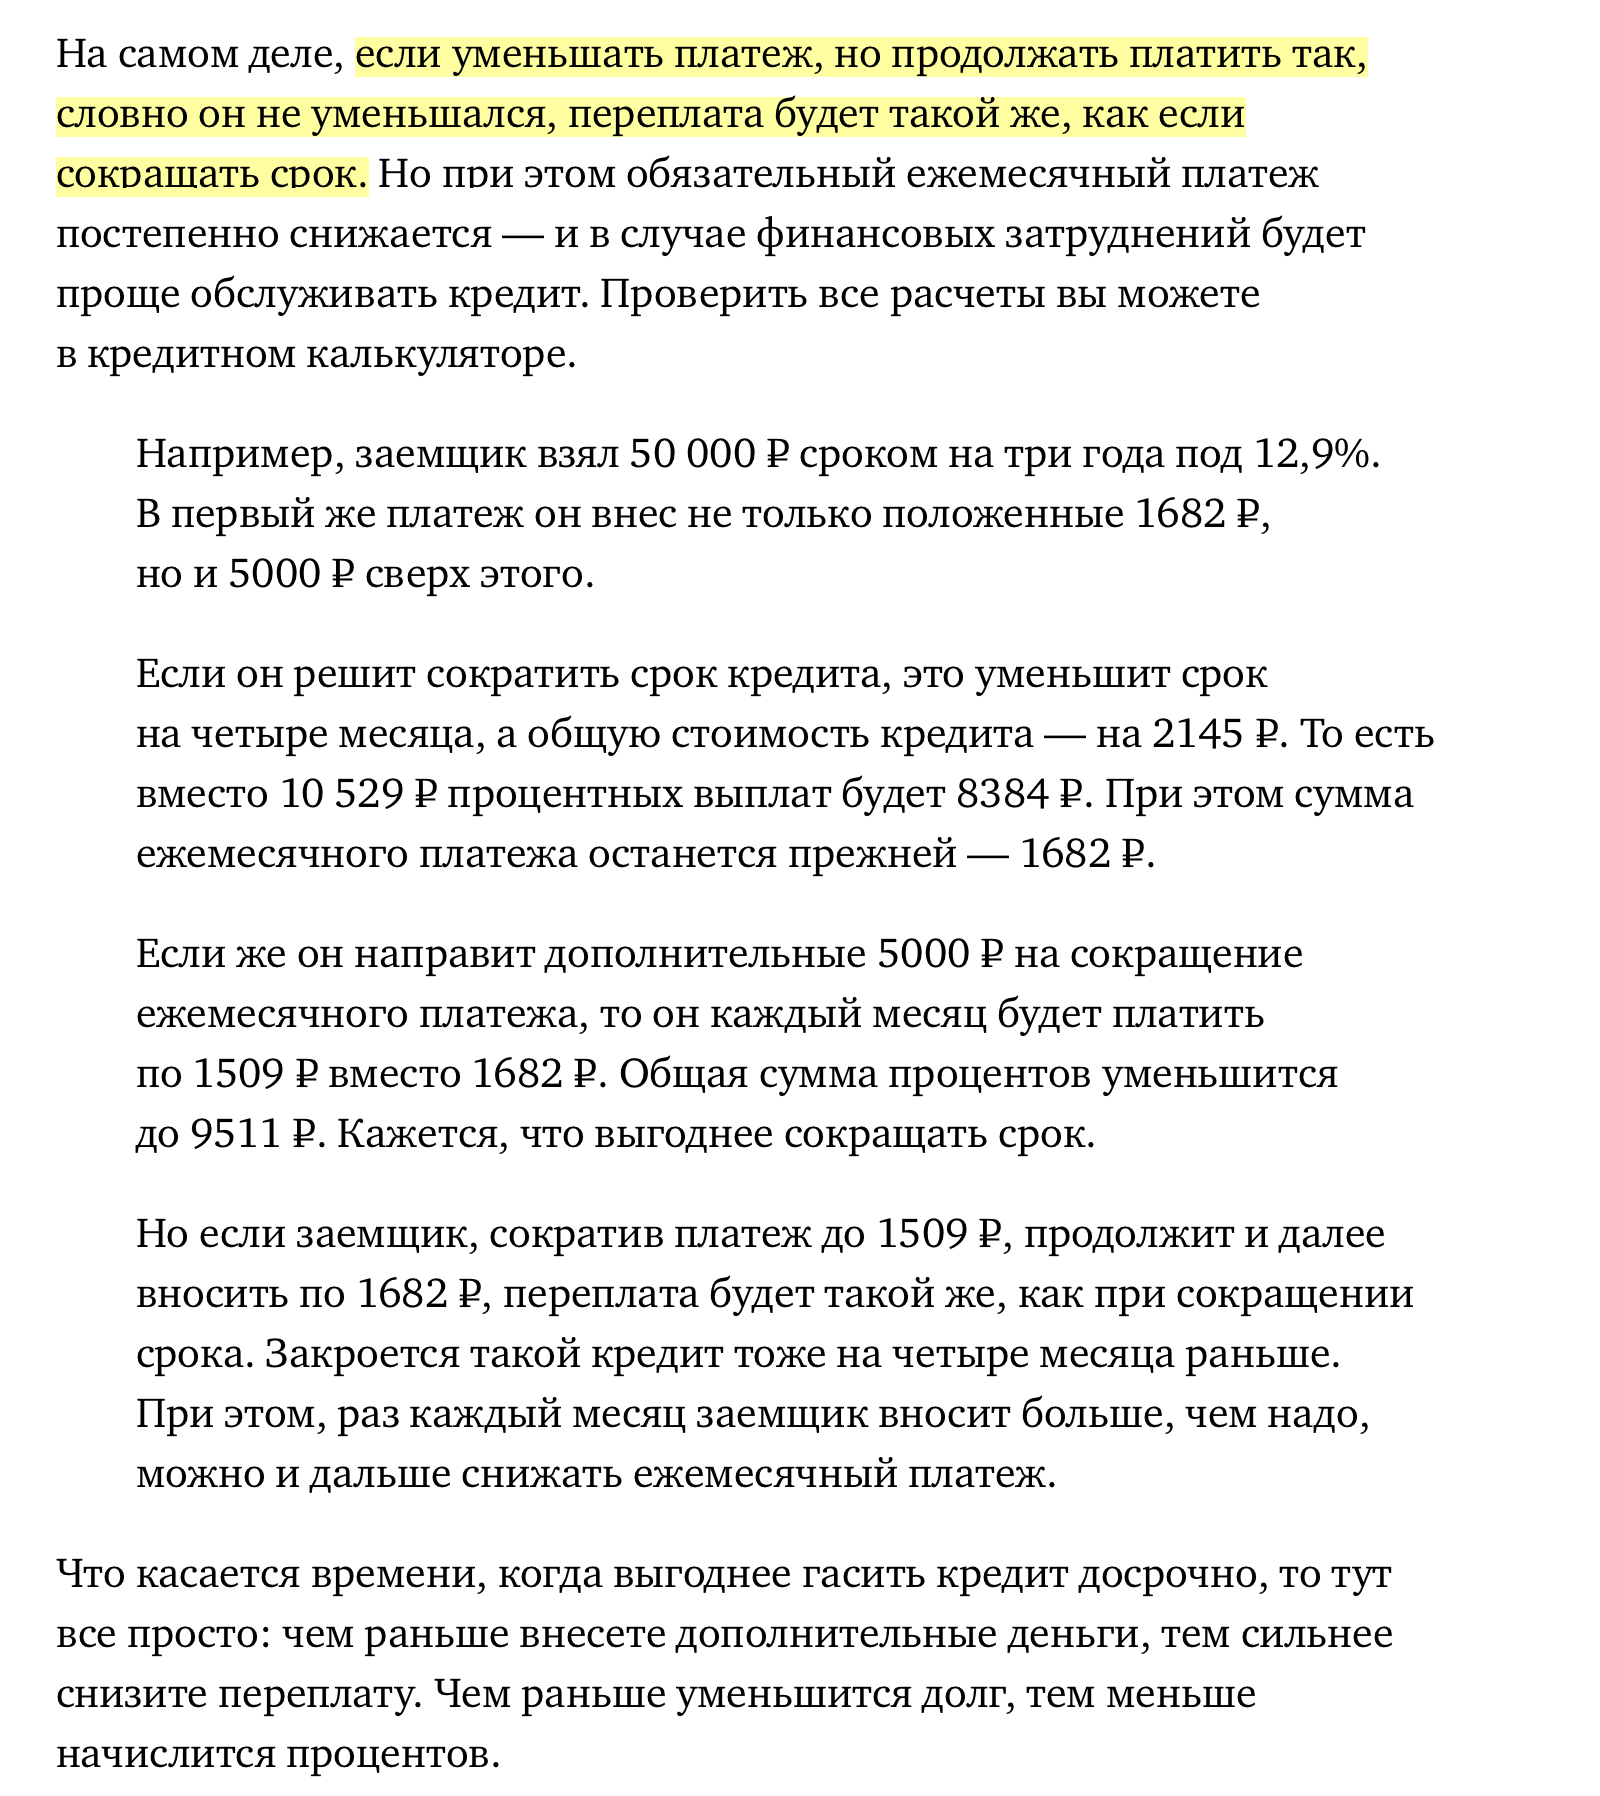 На самом деле, если уменьшать платеж, но продолжать платить так,
словно он не уменьшался, переплата будет такой же, как если
сокращать срок. Но при этом обязательный ежемесячный платеж
постепенно снижается — и в случае финансовых затруднений будет
проще обслуживать кредит. Проверить все расчеты вы можете
в кредитном калькуляторе.
Например, заемщик взял 50 000 ₽ сроком на три года под 12,9%.
В первый же платеж он внес не только положенные 1682 ₽,
но и 5000 ₽ сверх этого.
Если он решит сократить срок кредита, это уменьшит срок
на четыре месяца, а общую стоимость кредита — на 2145 ₽. То есть
вместо 10 529 ₽ процентных выплат будет 8384 ₽. При этом сумма
ежемесячного платежа останется прежней — 1682 ₽.
Если же он направит дополнительные 5000 ₽ на сокращение
ежемесячного платежа, то он каждый месяц будет платить
по 1509 ₽ вместо 1682 ₽. Общая сумма процентов уменьшится
до 9511 ₽. Кажется, что выгоднее сокращать срок.
Но если заемщик, сократив платеж до 1509 ₽, продолжит и далее
вносить по 1682 ₽, переплата будет такой же, как при сокращении
срока. Закроется такой кредит тоже на четыре месяца раньше.
При этом, раз каждый месяц заемщик вносит больше, чем надо,
можно и дальше снижать ежемесячный платеж.
Что касается времени, когда выгоднее гасить кредит досрочно, то тут
все просто: чем раньше внесете дополнительные деньги, тем сильнее
снизите переплату. Чем раньше уменьшится долг, тем меньше
начислится процентов.